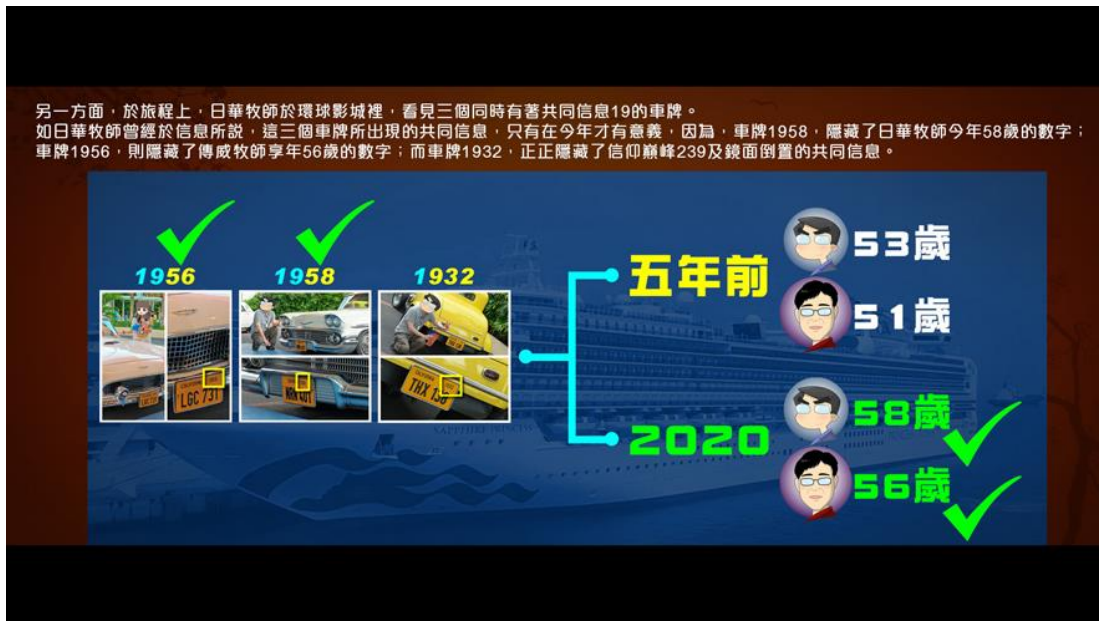 另一方面，於旅程上，日華牧師於環球影城裡，看見三個同時有著共同信息19的車牌。
如日華牧師曾經於信息所說，這三個車牌所出現的共同信息，只有在今年才有意義，因為，車牌1958，隱藏了日華牧師今年58歲的數字；
車牌1956，則隱藏了傳威牧師享年56歲的數字；而車牌1932，正正隱藏了信仰巔峰239及鏡面倒置的共同信息。
1956
1958
1932
LGC 731
五年前
53歲
51歲
2020
58歲
56歲